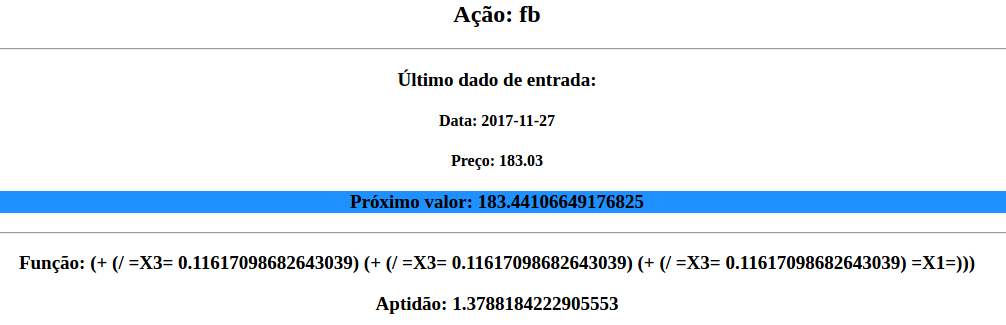 Ação: fb
Último dado de entrada:
Data: 2017-11-27
Preço: 183.03
Próximo valor: 183.44106649176825
Função: (+ (/ =X3= 0.11617098682643039) (+ (/ =X3= 0.11617098682643039) (+ (/ =X3= 0.11617098682643039) =X1=)))
Aptidão: 1.3788184222905553